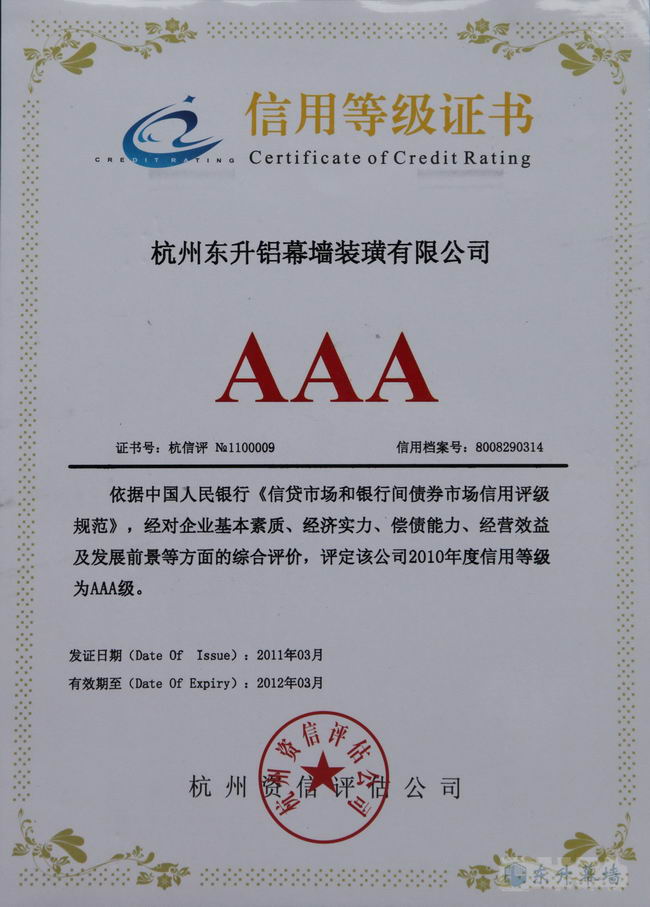 信用等级证书
CREDIT RATING
Certificate of Credit Rating
杭州东升铝幕墙装璜有限公司
AAA
证书号：杭信评 №1100009 信用档案号：8008290314
依据中国人民银行《信贷市场和银行间债券市场信用评级
规范》，经对企业基本素质、经济实力、偿债能力、经营效益
及发展前景等方面的综合评价，评定该公司2010年度信用等级
为AAA级。
发证日期（Date Of Issue）：2011年03月
有效期至（Date Of Expiry）：2012年03月
杭州资信评估公司
杭州资信评估公司
东升幕墙